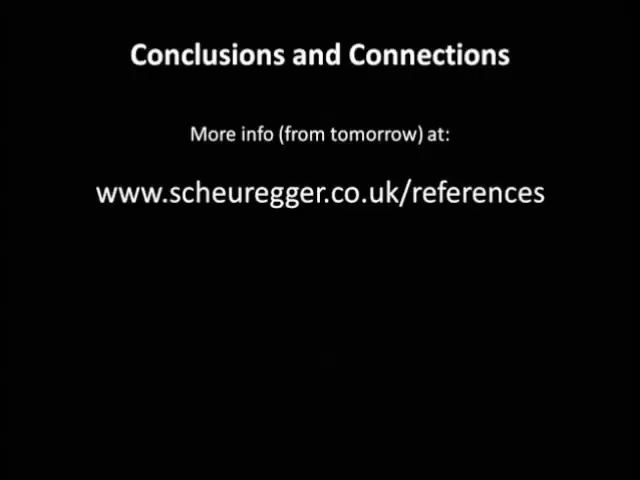 Conclusions and Connections
More info (from tomorrow) at:
www.scheuregger.co.uk/references